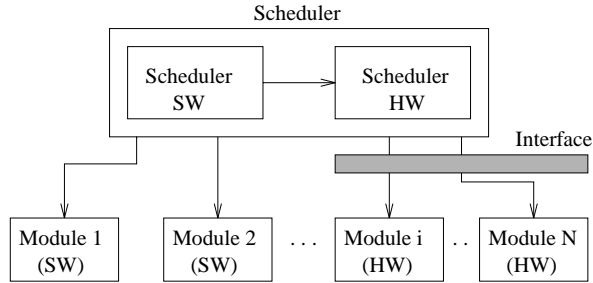 Scheduler
Scheduler
SW
Scheduler
HW
Interface
Module 1
(SW)
Module 2
(SW)
. . .
Module i
(HW)
. .
Module N
(HW)